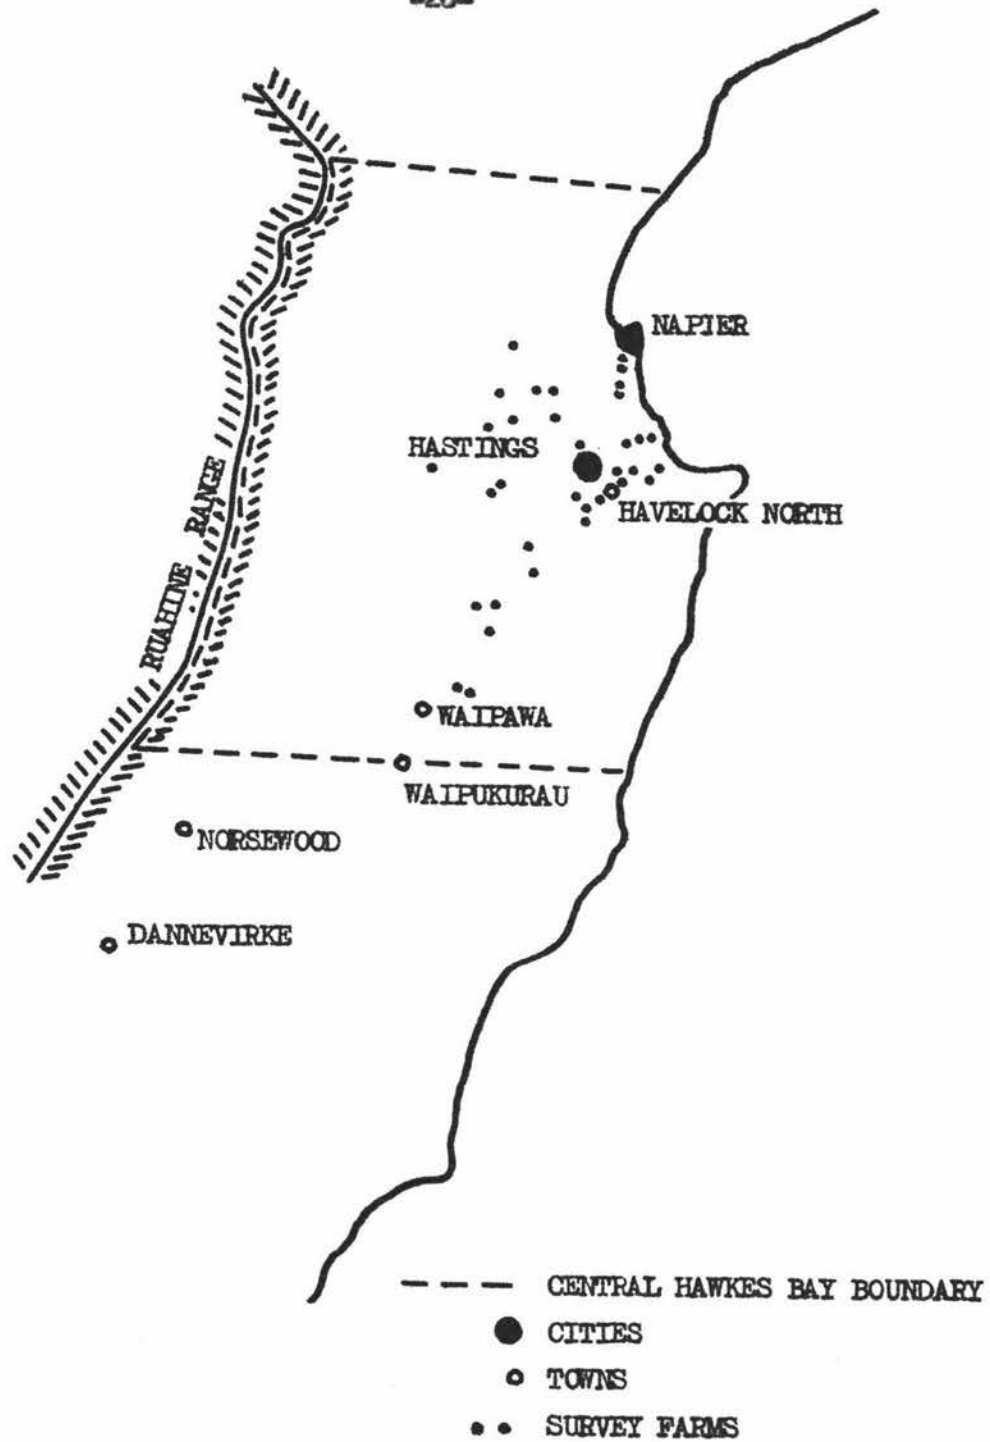 NAPIER
HASTINGS
HAVELOCK NORTH
RUAHINE RANGE
WAIPAWA
WAIPUKURAU
NORSEWOOD
DANNEVIRKE
CENTRAL HAWKES BAY BOUNDARY
CITIES
TOWNS
SURVEY FARMS